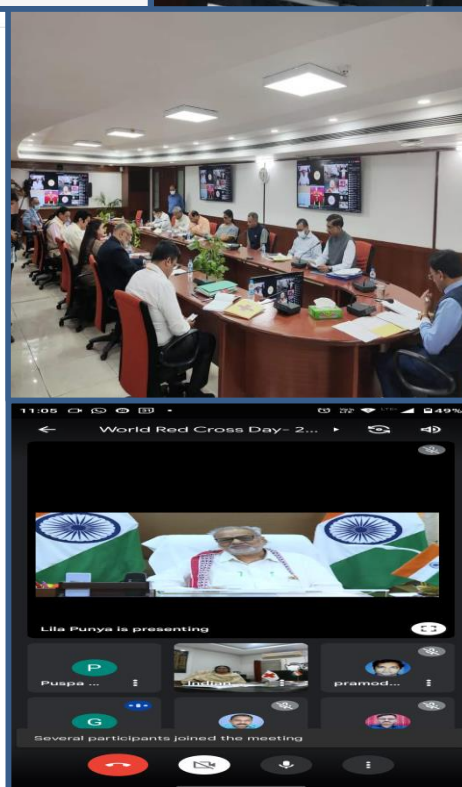 11:05
49%
World Red Cross Day- 2...
Lila Punya is presenting
P
Puspa ...
Indian
pramod...
G
Several participants joined the meeting